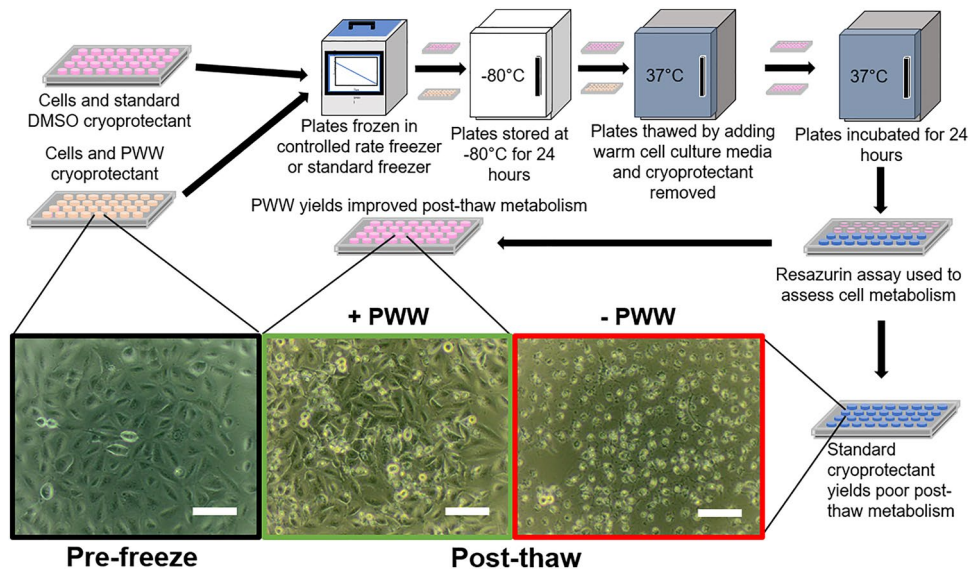 Cells and standard
DMSO cryoprotectant
Cells and PWW
cryoprotectant
Plates frozen in
controlled rate freezer
or standard freezer
-80°C
Plates stored at
-80°C for 24
hours
37°C
Plates thawed by adding
warm cell culture media
and cryoprotectant
removed
37°C
Plates incubated for 24
hours
PWW yields improved post-thaw metabolism
Resazurin assay used to
assess cell metabolism
+ PWW
- PWW
Standard
cryoprotectant
yields poor post-
thaw metabolism
Pre-freeze
Post-thaw